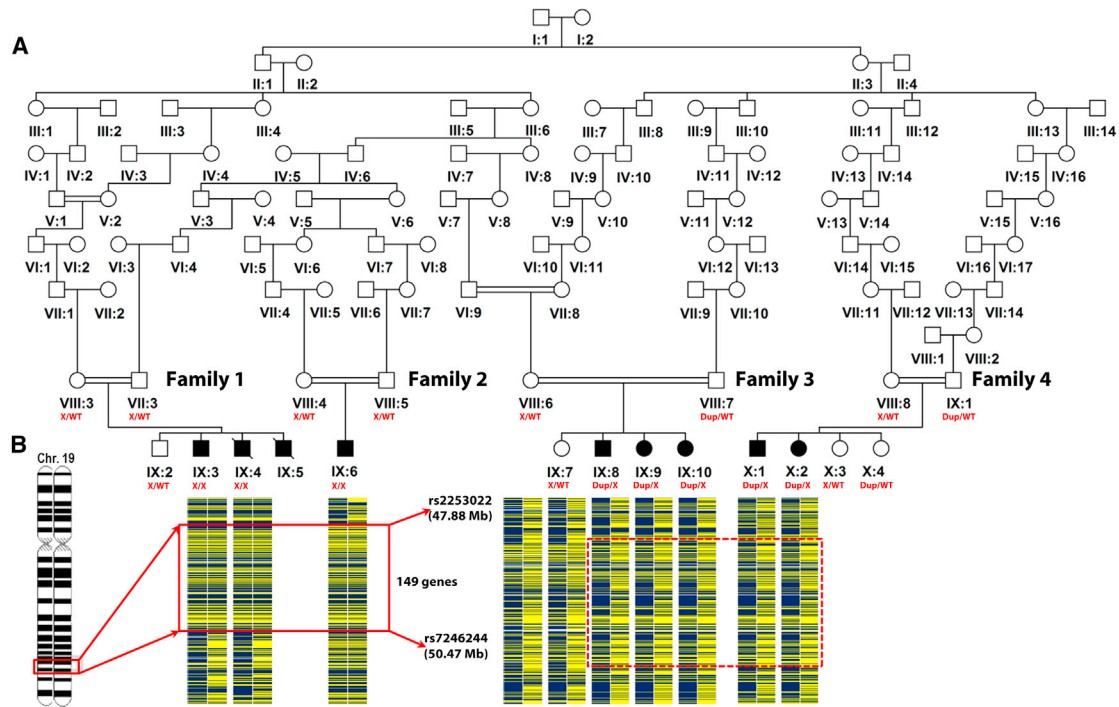 A
I:1 I:2
II:1 II:2 II:3 II:4
III:1 III:2 III:3 III:4 III:5 III:6 III:7 III:8 III:9 III:10 III:11 III:12 III:13 III:14
IV:1 IV:2 IV:3 IV:4 IV:5 IV:6 IV:7 IV:8 IV:9 IV:10 IV:11 IV:12 IV:13 IV:14 IV:15 IV:16
V:1 V:2 V:3 V:4 V:5 V:6 V:7 V:8 V:9 V:10 V:11 V:12 V:13 V:14 V:15 V:16
VI:1 VI:2 VI:3 VI:4 VI:5 VI:6 VI:7 VI:8 VI:10 VI:11 VI:12 VI:13 VI:14 VI:15 VI:16 VI:17
VII:1 VII:2 VII:4 VII:5 VII:6 VII:7 VI:9 VII:8 VII:9 VII:10 VII:11 VII:12 VII:13 VII:14
VIII:1 VIII:2
Family 1 Family 2 Family 3 Family 4
VIII:3 VII:3 VIII:4 VIII:5 VIII:6 VIII:7 VIII:8 IX:1
X/WT X/WT X/WT X/WT X/WT Dup/WT X/WT Dup/WT
B
Chr. 19
IX:2 IX:3 IX:4 IX:5 IX:6 IX:7 IX:8 IX:9 IX:10 X:1 X:2 X:3 X:4
X/WT X/X X/X X/X X/WT Dup/X Dup/X Dup/X Dup/X Dup/X X/WT Dup/WT
rs2253022
(47.88 Mb)
149 genes
rs7246244
(50.47 Mb)